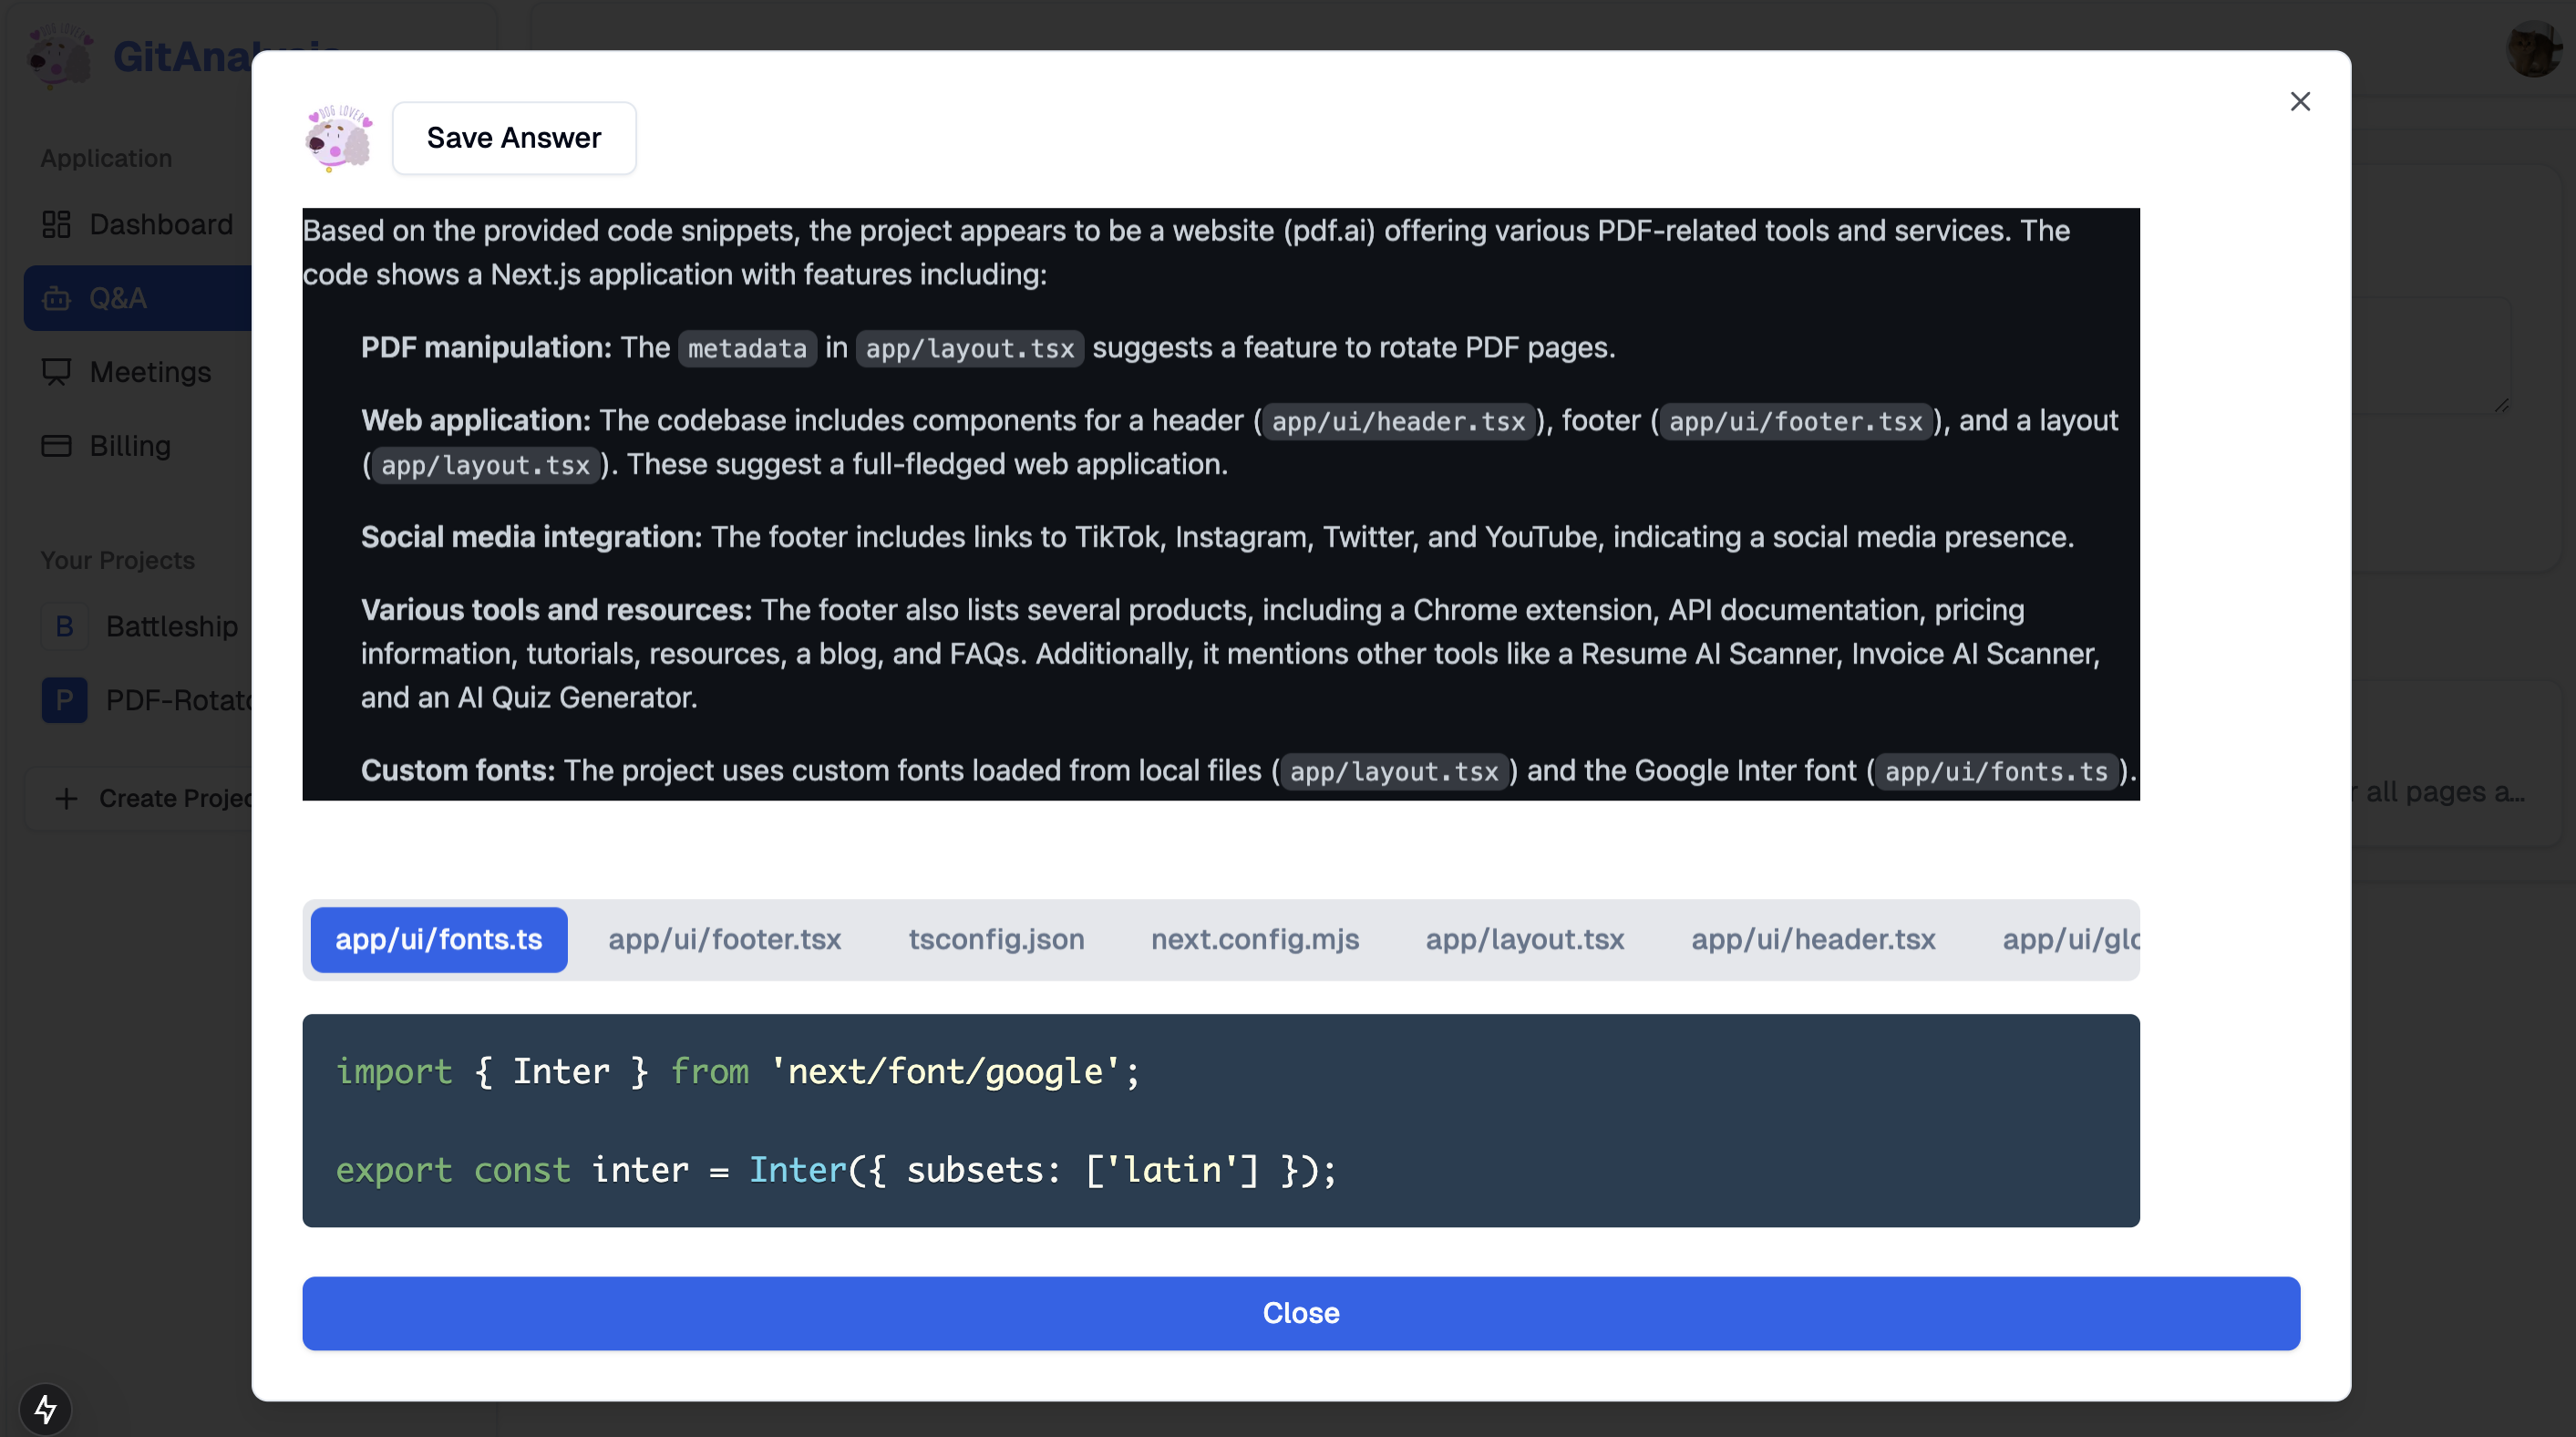 GitAnalysis
Application
Dashboard
Q&A
Meetings
Billing
Your Projects
B Battleship
P PDF-Rotato
Create Projec
DOG LOVER
Save Answer
Based on the provided code snippets, the project appears to be a website (pdf.ai) offering various PDF-related tools and services. The
code shows a Next.js application with features including:
PDF manipulation: The metadata in app/layout.tsx suggests a feature to rotate PDF pages.
Web application: The codebase includes components for a header (app/ui/header.tsx), footer (app/ui/footer.tsx), and a layout
(app/layout.tsx). These suggest a full-fledged web application.
Social media integration: The footer includes links to TikTok, Instagram, Twitter, and YouTube, indicating a social media presence.
Various tools and resources: The footer also lists several products, including a Chrome extension, API documentation, pricing
information, tutorials, resources, a blog, and FAQs. Additionally, it mentions other tools like a Resume AI Scanner, Invoice AI Scanner,
and an AI Quiz Generator.
Custom fonts: The project uses custom fonts loaded from local files (app/layout.tsx) and the Google Inter font (app/ui/fonts.ts).
r all pages a...
app/ui/fonts.ts app/ui/footer.tsx tsconfig.json next.config.mjs app/layout.tsx app/ui/header.tsx app/ui/glo
import { Inter } from 'next/font/google';
export const inter = Inter({ subsets: ['latin'] });
Close